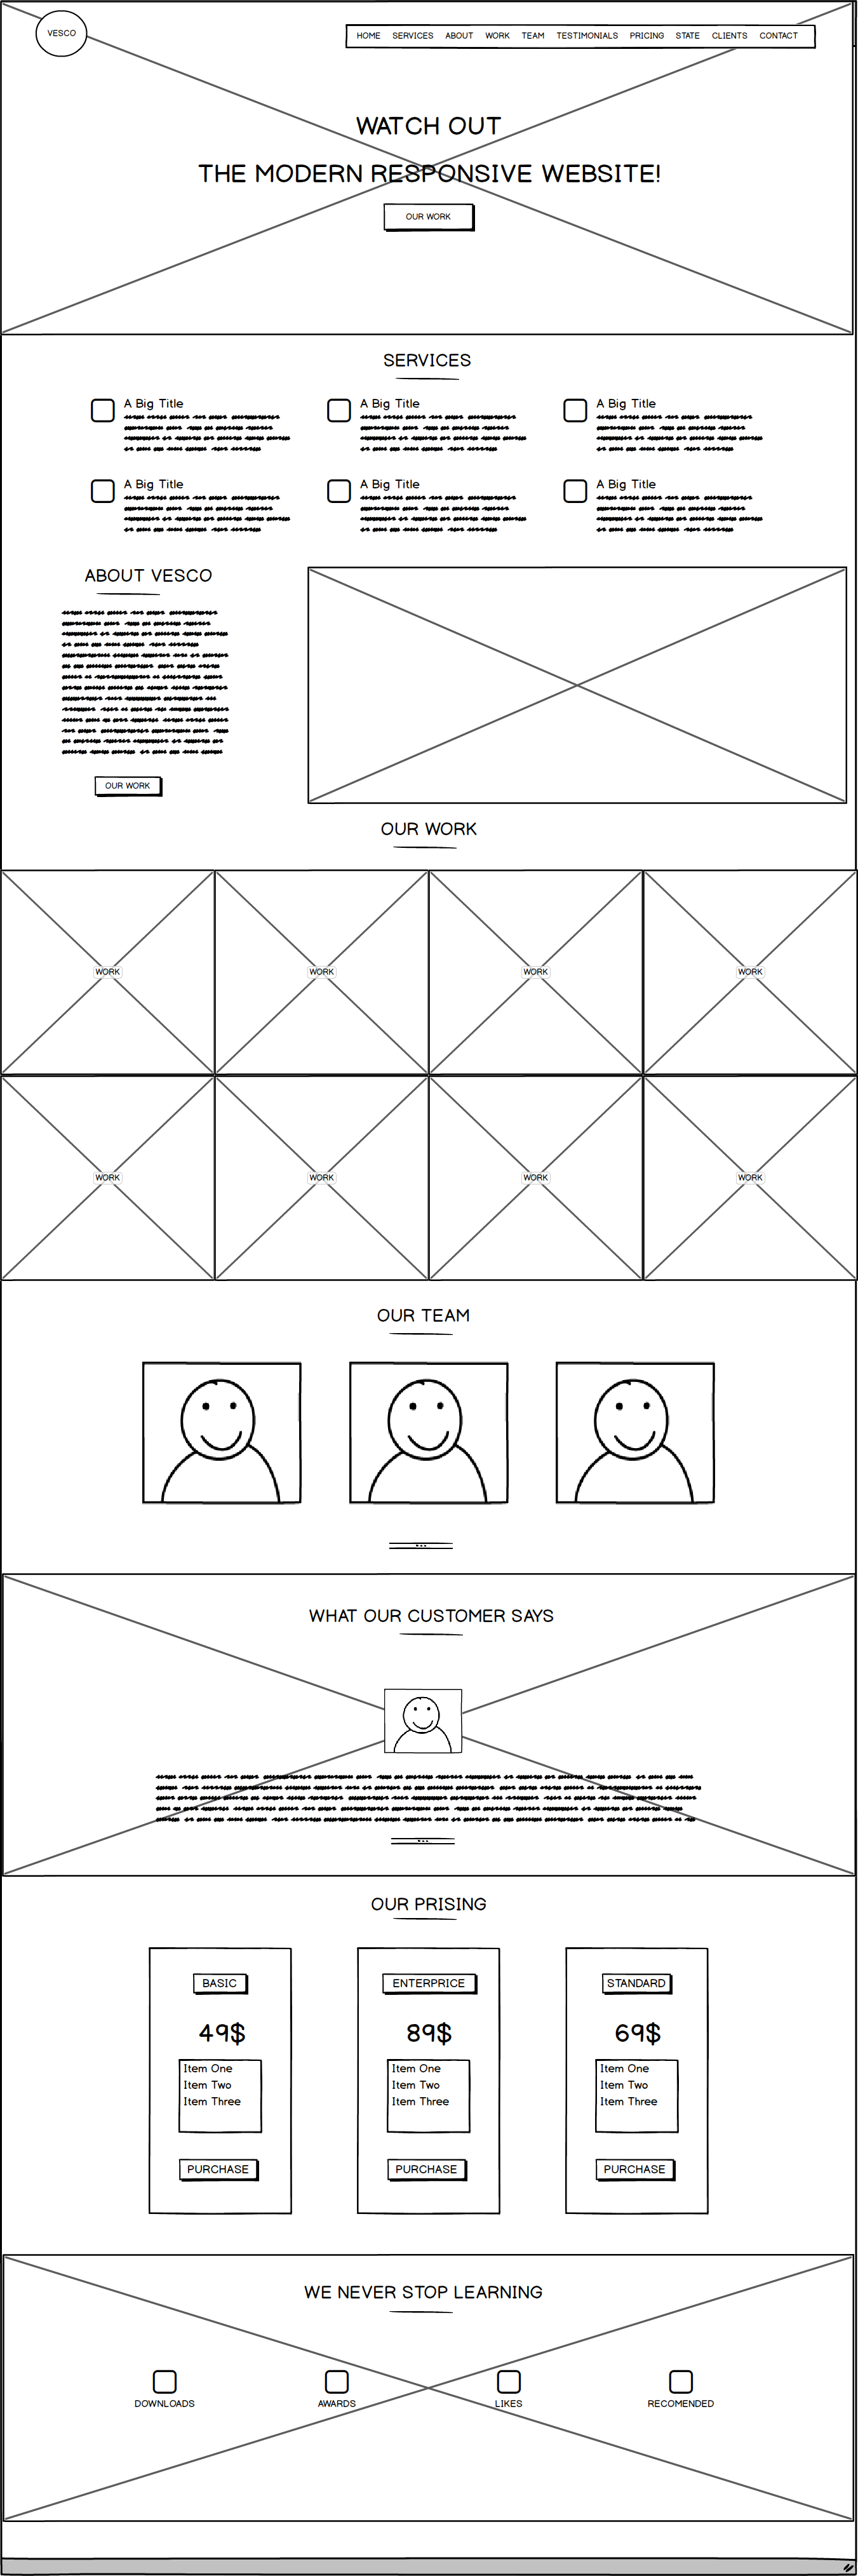 VESCO
HOME SERVICES ABOUT WORK TEAM TESTIMONIALS PRICING STATE CLIENTS CONTACT
WATCH OUT
THE MODERN RESPONSIVE WEBSITE!
OUR WORK
SERVICES
A Big Title
A Big Title
A Big Title
A Big Title
A Big Title
A Big Title
ABOUT VESCO
OUR WORK
OUR WORK
WORK
WORK
WORK
WORK
WORK
WORK
WORK
WORK
OUR TEAM
WHAT OUR CUSTOMER SAYS
OUR PRISING
BASIC
49$
Item One
Item Two
Item Three
PURCHASE
ENTERPRICE
89$
Item One
Item Two
Item Three
PURCHASE
STANDARD
69$
Item One
Item Two
Item Three
PURCHASE
WE NEVER STOP LEARNING
DOWNLOADS
AWARDS
LIKES
RECOMENDED